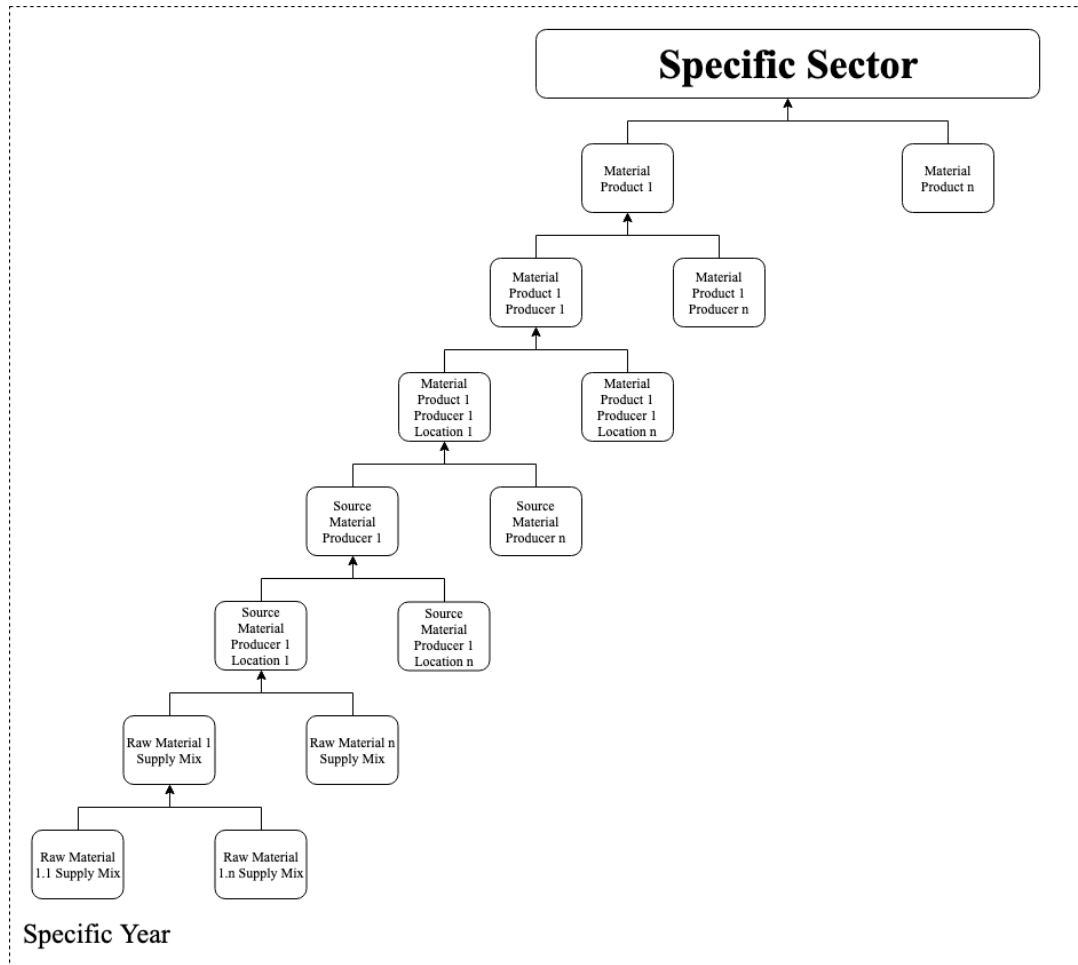 Specific Sector
Material
Product 1
Material
Product n
Material
Product 1
Producer 1
Material
Product 1
Producer n
Material
Product 1
Producer 1
Location 1
Material
Product 1
Producer 1
Location n
Source
Material
Producer 1
Source
Material
Producer n
Source
Material
Producer 1
Location 1
Source
Material
Producer 1
Location n
Raw Material 1
Supply Mix
Raw Material n
Supply Mix
Raw Material
1.1 Supply Mix
Raw Material
1.n Supply Mix
Specific Year